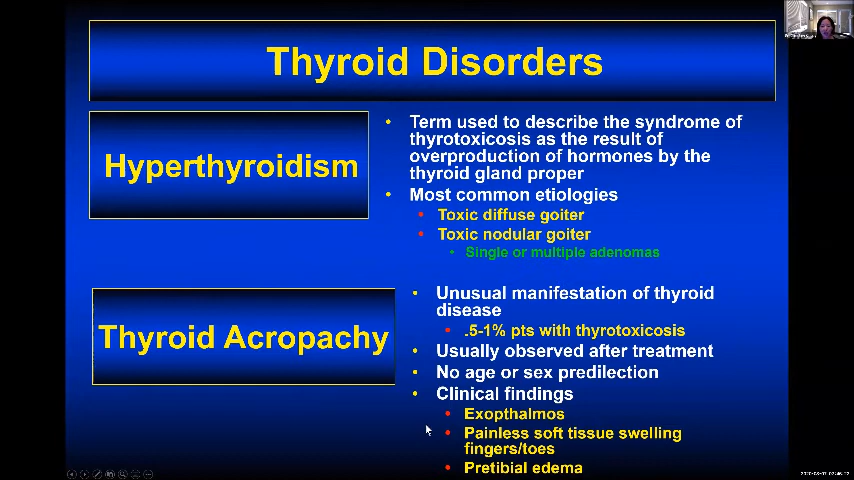 Thyroid Disorders
Hyperthyroidism
• Term used to describe the syndrome of
thyrotoxicosis as the result of
overproduction of hormones by the
thyroid gland proper
• Most common etiologies
• Toxic diffuse goiter
• Toxic nodular goiter
• Single or multiple adenomas
Thyroid Acropachy
• Unusual manifestation of thyroid
disease
• .5-1% pts with thyrotoxicosis
• Usually observed after treatment
• No age or sex predilection
• Clinical findings
• Exopthalmos
• Painless soft tissue swelling
fingers/toes
• Pretibial edema